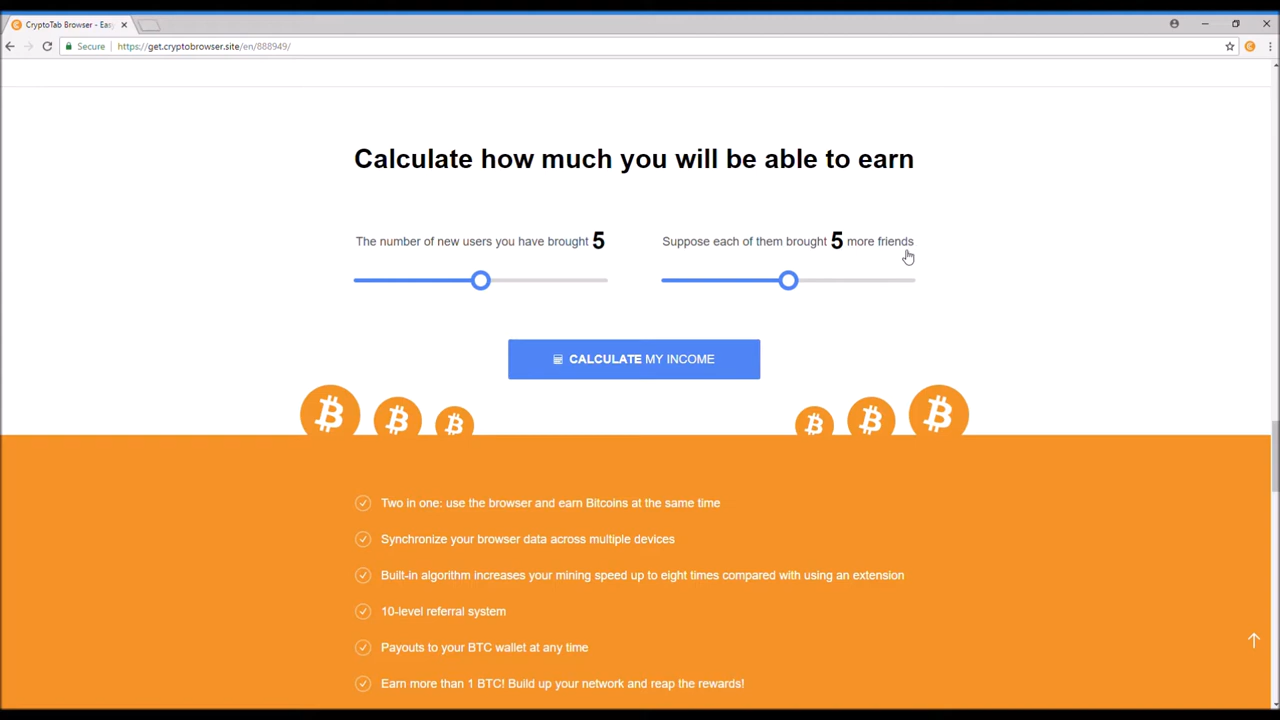 CryptoTab Browser - Eas
Secure https://get.cryptobrowser.site/en/888949/
Calculate how much you will be able to earn
The number of new users you have brought 5
Suppose each of them brought 5 more friends
CALCULATE MY INCOME
Two in one: use the browser and earn Bitcoins at the same time
Synchronize your browser data across multiple devices
Built-in algorithm increases your mining speed up to eight times compared with using an extension
10-level referral system
Payouts to your BTC wallet at any time
Earn more than 1 BTC! Build up your network and reap the rewards!